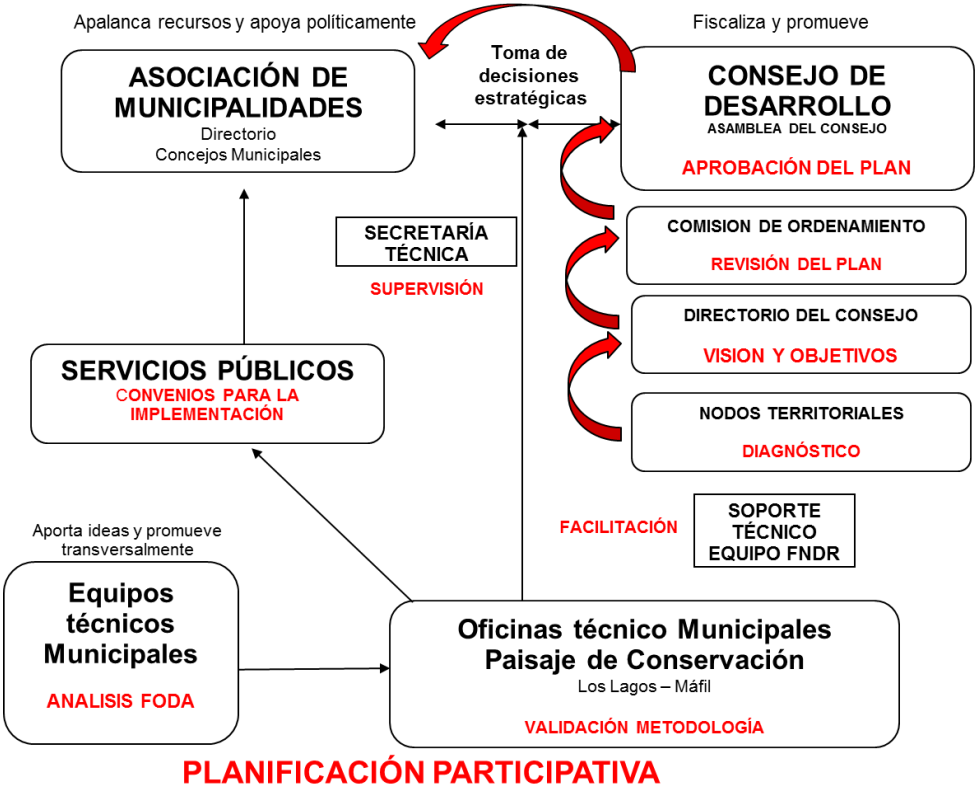 Apalanca recursos y apoya políticamente
ASOCIACIÓN DE
MUNICIPALIDADES
Directorio
Concejos Municipales
Toma de
decisiones
estratégicas
Fiscaliza y promueve
CONSEJO DE
DESARROLLO
ASAMBLEA DEL CONSEJO
APROBACIÓN DEL PLAN
COMISION DE ORDENAMIENTO
REVISIÓN DEL PLAN
DIRECTORIO DEL CONSEJO
VISION Y OBJETIVOS
NODOS TERRITORIALES
DIAGNÓSTICO
SECRETARÍA
TÉCNICA
SUPERVISIÓN
SERVICIOS PÚBLICOS
CONVENIOS PARA LA
IMPLEMENTACIÓN
FACILITACIÓN
SOPORTE
TÉCNICO
EQUIPO FNDR
Aporta ideas y promueve
transversalmente
Equipos
técnicos
Municipales
ANALISIS FODA
Oficinas técnico Municipales
Paisaje de Conservación
Los Lagos – Máfil
VALIDACIÓN METODOLOGÍA
PLANIFICACIÓN PARTICIPATIVA